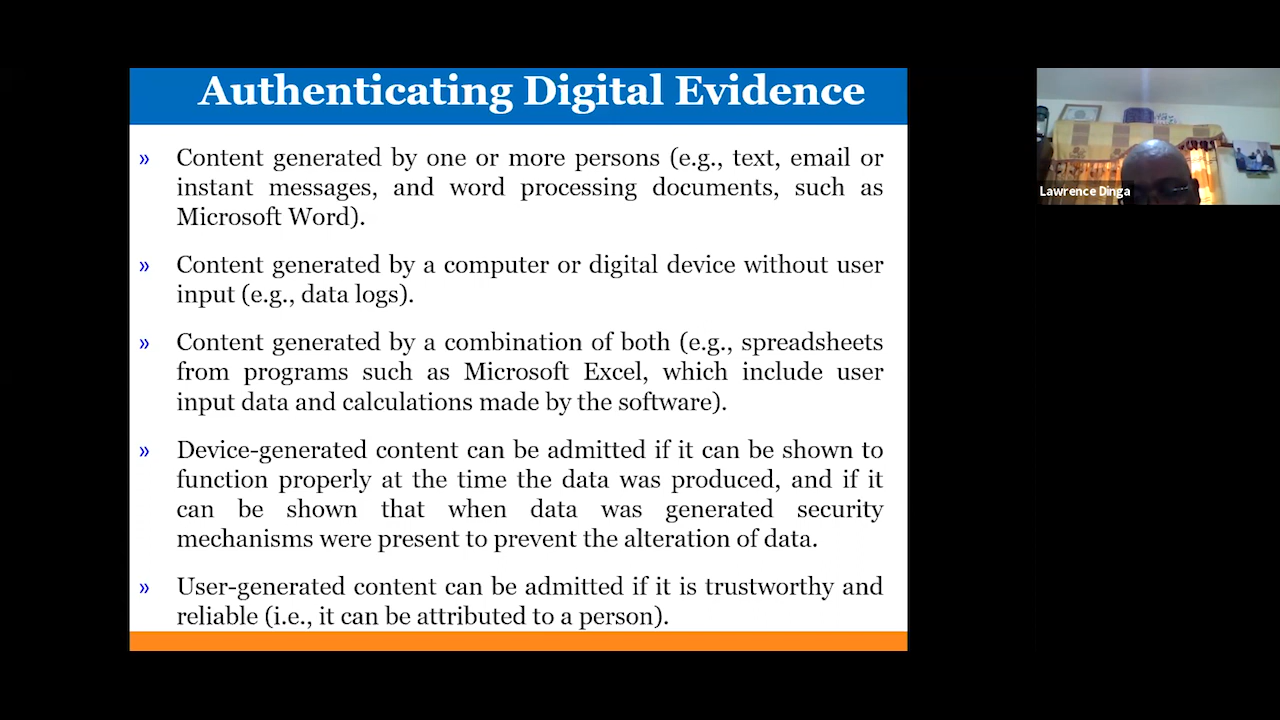 Authenticating Digital Evidence
» Content generated by one or more persons (e.g., text, email or
instant messages, and word processing documents, such as
Microsoft Word).
» Content generated by a computer or digital device without user
input (e.g., data logs).
» Content generated by a combination of both (e.g., spreadsheets
from programs such as Microsoft Excel, which include user
input data and calculations made by the software).
» Device-generated content can be admitted if it can be shown to
function properly at the time the data was produced, and if it
can be shown that when data was generated security
mechanisms were present to prevent the alteration of data.
» User-generated content can be admitted if it is trustworthy and
reliable (i.e., it can be attributed to a person).
Lawrence Dinga